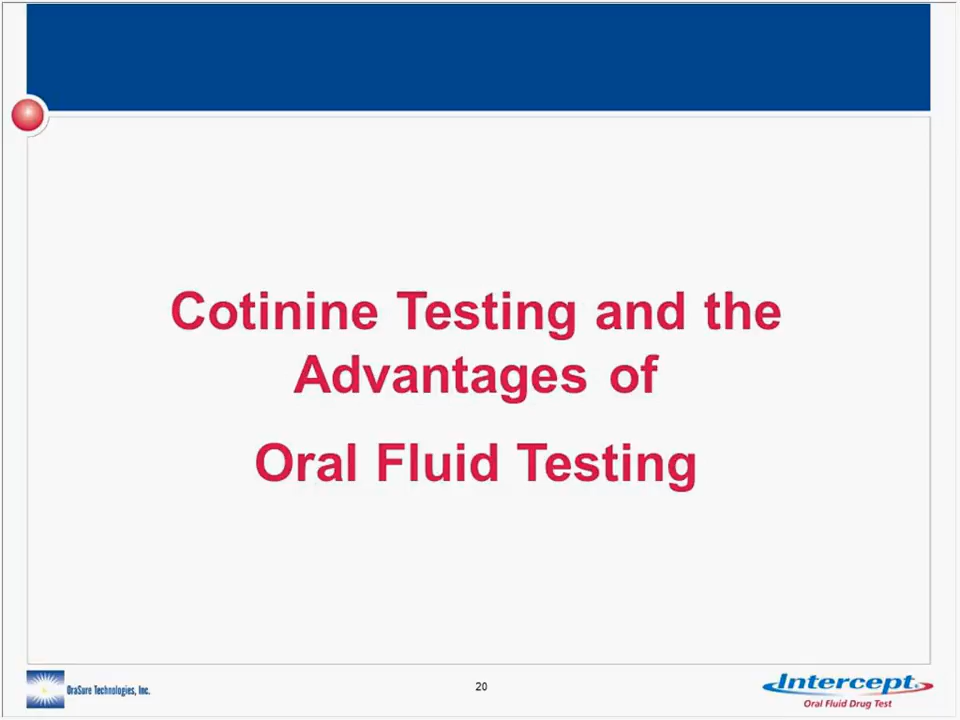 Cotinine Testing and the
Advantages of
Oral Fluid Testing
OraSure Technologies, Inc.
20
Intercept
Oral Fluid Drug Test